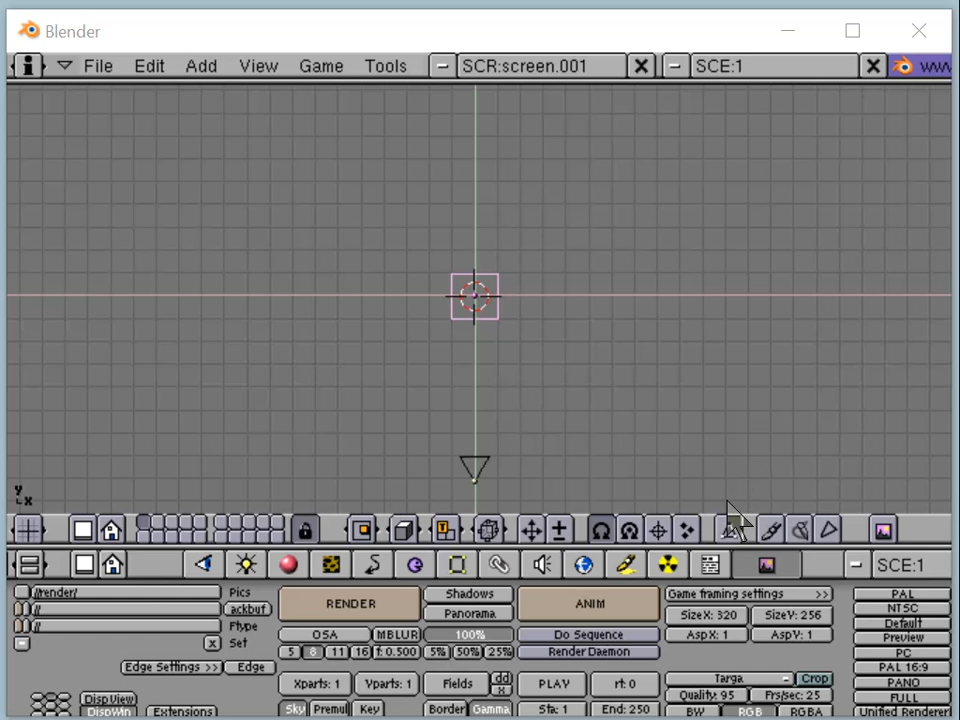 Blender
File Edit Add View Game Tools SCR:screen.001 X SCE:1 X www
Y
X
SCE:1
//render/ Pics
// ackbuf
// Ftype
x Set
Edge Settings >> Edge
DispView
DispWin Extensions
RENDER
OSA MBLUR
5 8 11 16 f: 0.500
Xparts: 1 Yparts: 1
Sky Premul Key
Shadows
Panorama
100%
5% 50% 25%
Fields dd
x
Border Gamma
ANIM
Do Sequence
Render Daemon
PLAY rt: 0
Sta: 1 End: 250
Game framing settings >>
SizeX: 320 SizeY: 256
AspX: 1 AspY: 1
Targa Crop
Quality: 95 Frs/sec: 25
BW RGB RGBA
PAL
NTSC
Default
Preview
PC
PAL 16:9
PANO
FULL
Unified Renderer